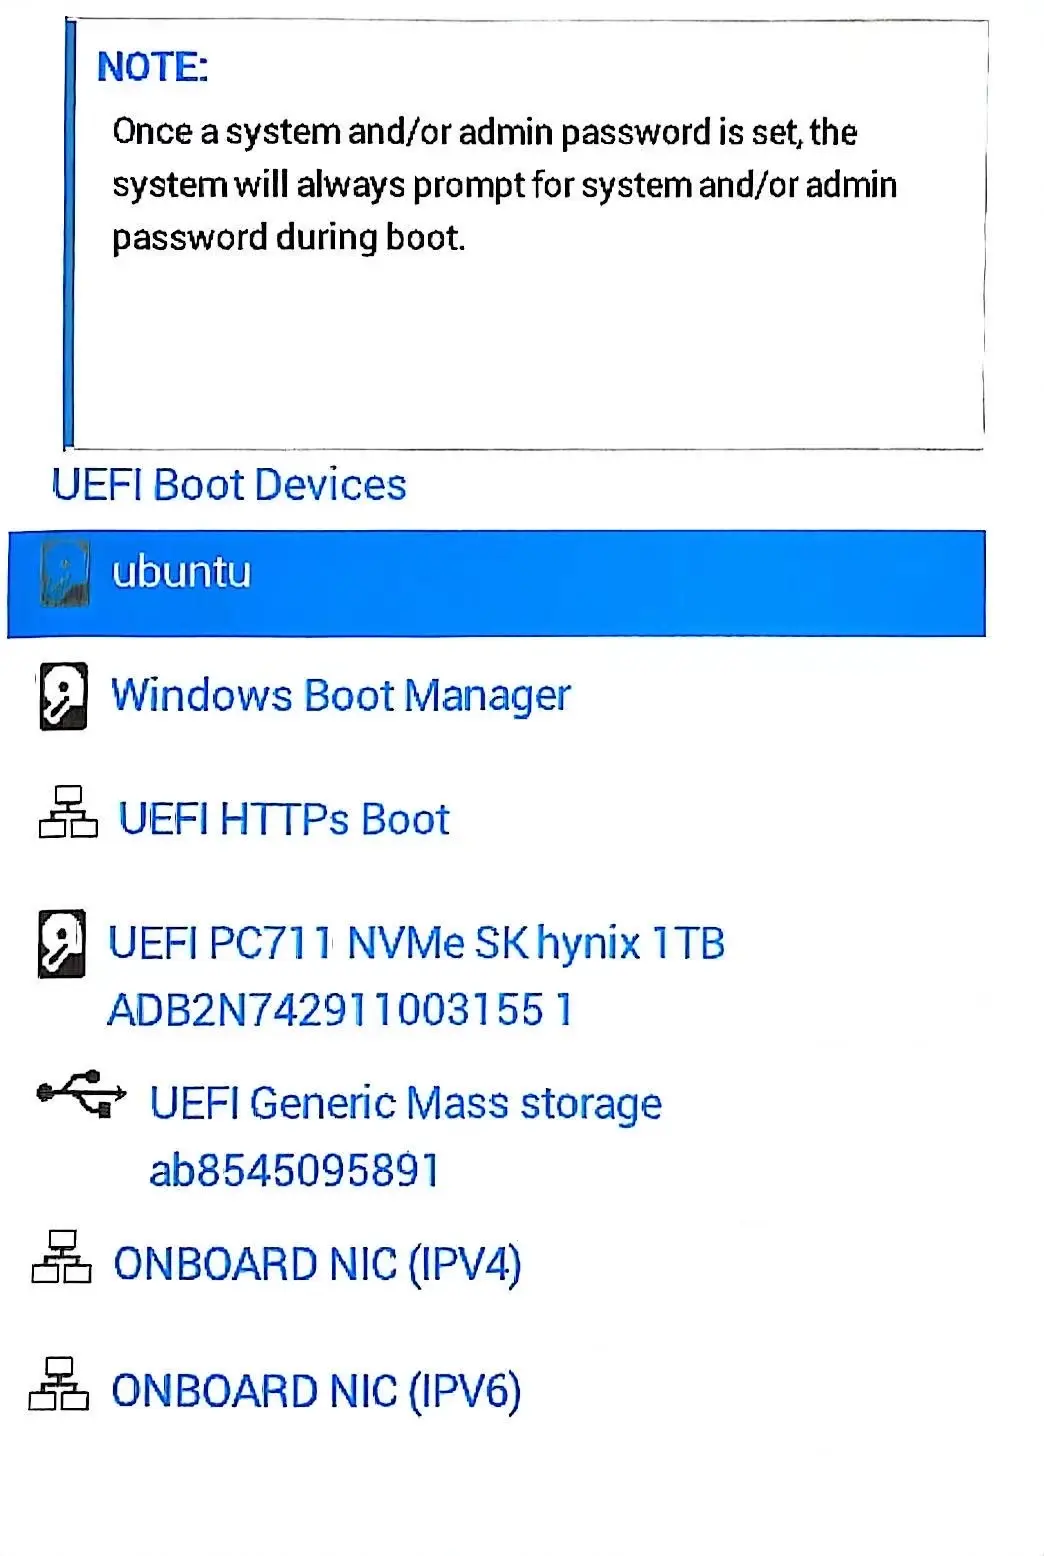 NOTE:
Once a system and/or admin password is set, the
system will always prompt for system and/or admin
password during boot.
UEFI Boot Devices
ubuntu
Windows Boot Manager
UEFI HTTPs Boot
UEFI PC711 NVMe SK hynix 1TB
ADB2N742911003155 1
UEFI Generic Mass storage
ab8545095891
ONBOARD NIC (IPV4)
ONBOARD NIC (IPV6)